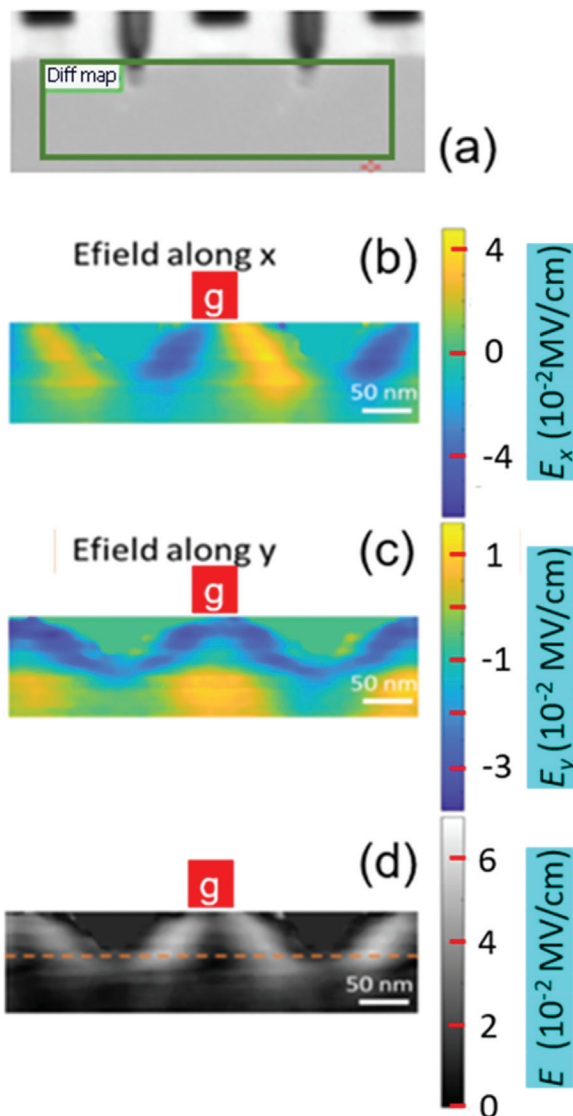 Diff map
(a)
Efield along x
(b)
g
50 nm
4
0
-4
Ex (10-2MV/cm)
Efield along y
(c)
g
50 nm
1
-1
-3
Ey (10-2 MV/cm)
(d)
g
50 nm
6
4
2
0
E (10-2 MV/cm)